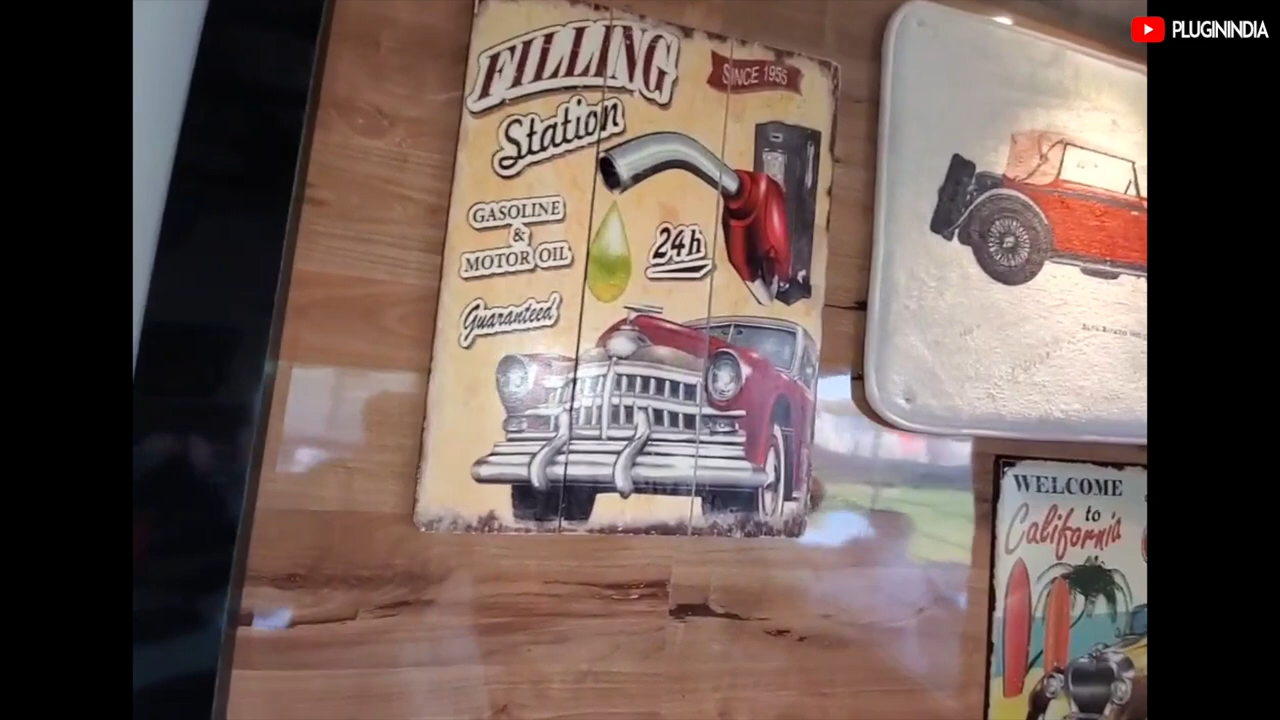 PLUGININDIA
FILLING
Station
SINCE 1955
GASOLINE
&
MOTOR OIL
24h
Guaranteed
WELCOME
to
California